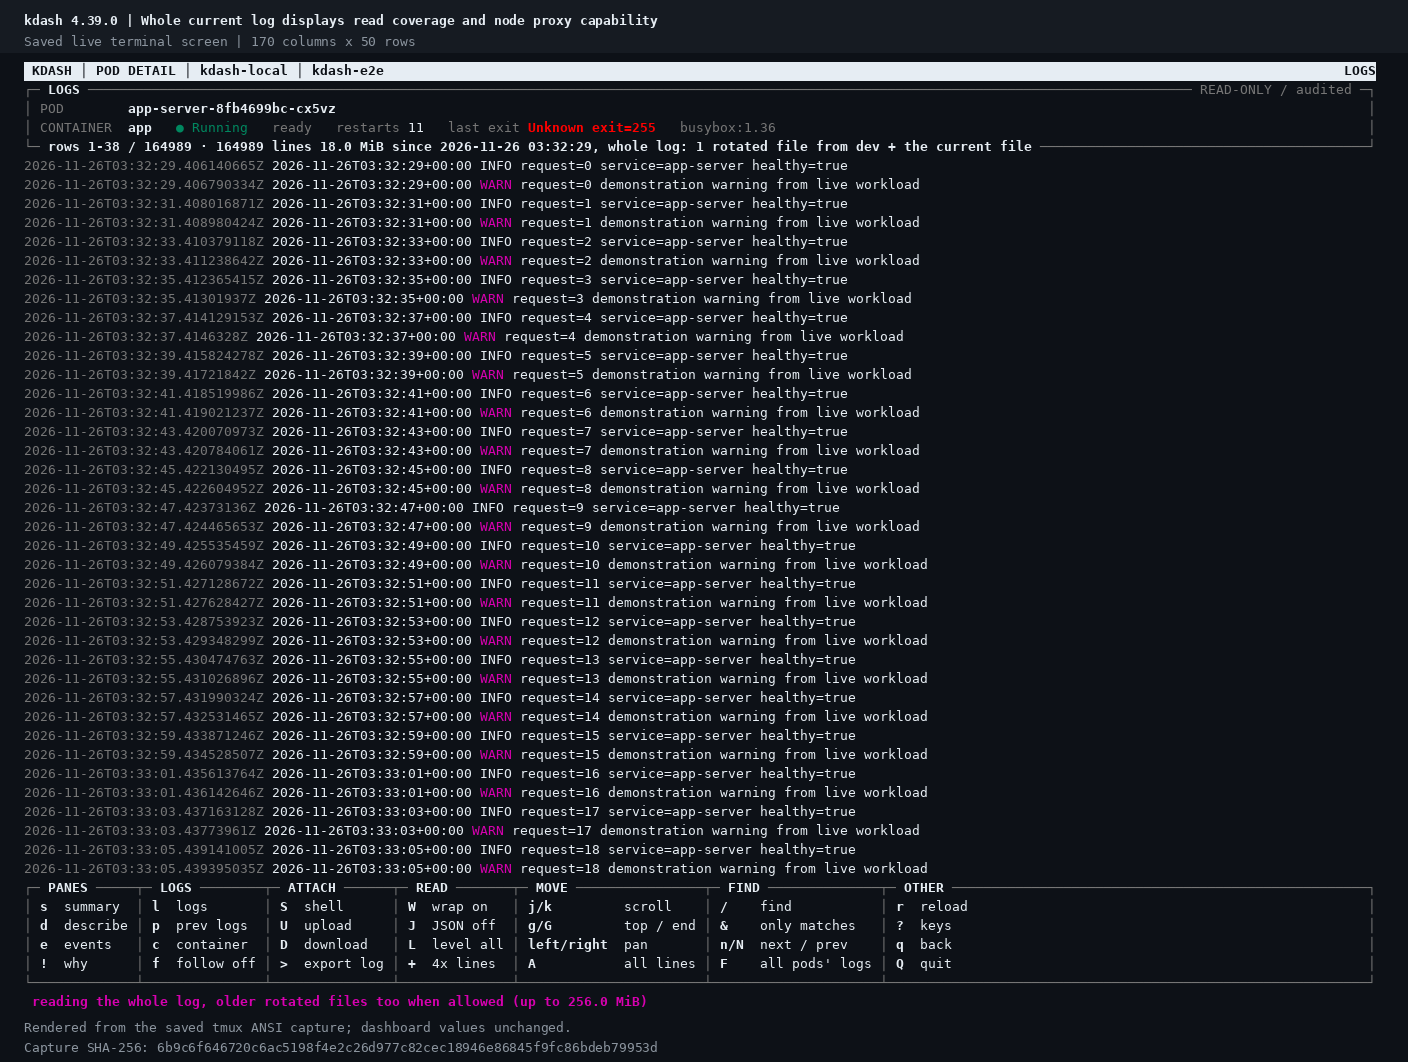 kdash 4.39.0 | Whole current log displays read coverage and node proxy capability
Saved live terminal screen | 170 columns x 50 rows
KDASH │ POD DETAIL │ kdash-local │ kdash-e2e LOGS
LOGS READ-ONLY / audited
POD app-server-8fb4699bc-cx5vz
CONTAINER app ● Running ready restarts 11 last exit Unknown exit=255 busybox:1.36
rows 1-38 / 164989 · 164989 lines 18.0 MiB since 2026-11-26 03:32:29, whole log: 1 rotated file from dev + the current file
2026-11-26T03:32:29.406140665Z 2026-11-26T03:32:29+00:00 INFO request=0 service=app-server healthy=true
2026-11-26T03:32:29.406790334Z 2026-11-26T03:32:29+00:00 WARN request=0 demonstration warning from live workload
2026-11-26T03:32:31.408016871Z 2026-11-26T03:32:31+00:00 INFO request=1 service=app-server healthy=true
2026-11-26T03:32:31.408980424Z 2026-11-26T03:32:31+00:00 WARN request=1 demonstration warning from live workload
2026-11-26T03:32:33.410379118Z 2026-11-26T03:32:33+00:00 INFO request=2 service=app-server healthy=true
2026-11-26T03:32:33.411238642Z 2026-11-26T03:32:33+00:00 WARN request=2 demonstration warning from live workload
2026-11-26T03:32:35.412365415Z 2026-11-26T03:32:35+00:00 INFO request=3 service=app-server healthy=true
2026-11-26T03:32:35.41301937Z 2026-11-26T03:32:35+00:00 WARN request=3 demonstration warning from live workload
2026-11-26T03:32:37.414129153Z 2026-11-26T03:32:37+00:00 INFO request=4 service=app-server healthy=true
2026-11-26T03:32:37.4146328Z 2026-11-26T03:32:37+00:00 WARN request=4 demonstration warning from live workload
2026-11-26T03:32:39.415824278Z 2026-11-26T03:32:39+00:00 INFO request=5 service=app-server healthy=true
2026-11-26T03:32:39.41721842Z 2026-11-26T03:32:39+00:00 WARN request=5 demonstration warning from live workload
2026-11-26T03:32:41.418519986Z 2026-11-26T03:32:41+00:00 INFO request=6 service=app-server healthy=true
2026-11-26T03:32:41.419021237Z 2026-11-26T03:32:41+00:00 WARN request=6 demonstration warning from live workload
2026-11-26T03:32:43.420070973Z 2026-11-26T03:32:43+00:00 INFO request=7 service=app-server healthy=true
2026-11-26T03:32:43.420784061Z 2026-11-26T03:32:43+00:00 WARN request=7 demonstration warning from live workload
2026-11-26T03:32:45.422130495Z 2026-11-26T03:32:45+00:00 INFO request=8 service=app-server healthy=true
2026-11-26T03:32:45.422604952Z 2026-11-26T03:32:45+00:00 WARN request=8 demonstration warning from live workload
2026-11-26T03:32:47.42373136Z 2026-11-26T03:32:47+00:00 INFO request=9 service=app-server healthy=true
2026-11-26T03:32:47.424465653Z 2026-11-26T03:32:47+00:00 WARN request=9 demonstration warning from live workload
2026-11-26T03:32:49.425535459Z 2026-11-26T03:32:49+00:00 INFO request=10 service=app-server healthy=true
2026-11-26T03:32:49.426079384Z 2026-11-26T03:32:49+00:00 WARN request=10 demonstration warning from live workload
2026-11-26T03:32:51.427128672Z 2026-11-26T03:32:51+00:00 INFO request=11 service=app-server healthy=true
2026-11-26T03:32:51.427628427Z 2026-11-26T03:32:51+00:00 WARN request=11 demonstration warning from live workload
2026-11-26T03:32:53.428753923Z 2026-11-26T03:32:53+00:00 INFO request=12 service=app-server healthy=true
2026-11-26T03:32:53.429348299Z 2026-11-26T03:32:53+00:00 WARN request=12 demonstration warning from live workload
2026-11-26T03:32:55.430474763Z 2026-11-26T03:32:55+00:00 INFO request=13 service=app-server healthy=true
2026-11-26T03:32:55.431026896Z 2026-11-26T03:32:55+00:00 WARN request=13 demonstration warning from live workload
2026-11-26T03:32:57.431990324Z 2026-11-26T03:32:57+00:00 INFO request=14 service=app-server healthy=true
2026-11-26T03:32:57.432531465Z 2026-11-26T03:32:57+00:00 WARN request=14 demonstration warning from live workload
2026-11-26T03:32:59.433871246Z 2026-11-26T03:32:59+00:00 INFO request=15 service=app-server healthy=true
2026-11-26T03:32:59.434528507Z 2026-11-26T03:32:59+00:00 WARN request=15 demonstration warning from live workload
2026-11-26T03:33:01.435613764Z 2026-11-26T03:33:01+00:00 INFO request=16 service=app-server healthy=true
2026-11-26T03:33:01.436142646Z 2026-11-26T03:33:01+00:00 WARN request=16 demonstration warning from live workload
2026-11-26T03:33:03.437163128Z 2026-11-26T03:33:03+00:00 INFO request=17 service=app-server healthy=true
2026-11-26T03:33:03.43773961Z 2026-11-26T03:33:03+00:00 WARN request=17 demonstration warning from live workload
2026-11-26T03:33:05.439141005Z 2026-11-26T03:33:05+00:00 INFO request=18 service=app-server healthy=true
2026-11-26T03:33:05.439395035Z 2026-11-26T03:33:05+00:00 WARN request=18 demonstration warning from live workload
PANES LOGS ATTACH READ MOVE FIND OTHER
s summary │ l logs │ S shell │ W wrap on │ j/k scroll │ / find │ r reload
d describe │ p prev logs │ U upload │ J JSON off │ g/G top / end │ & only matches │ ? keys
e events │ c container │ D download │ L level all │ left/right pan │ n/N next / prev │ q back
! why │ f follow off │ > export log │ + 4x lines │ A all lines │ F all pods' logs │ Q quit
reading the whole log, older rotated files too when allowed (up to 256.0 MiB)
Rendered from the saved tmux ANSI capture; dashboard values unchanged.
Capture SHA-256: 6b9c6f646720c6ac5198f4e2c26d977c82cec18946e86845f9fc86bdeb79953d